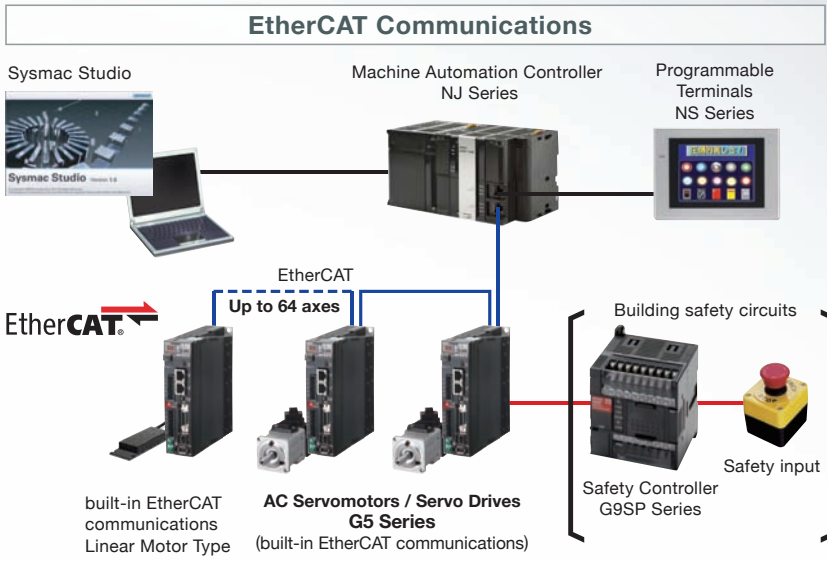 EtherCAT Communications
Sysmac Studio
Machine Automation Controller
NJ Series
Programmable
Terminals
NS Series
Sysmac Studio
EtherCAT
Up to 64 axes
EtherCAT®
Building safety circuits
Safety input
Safety Controller
G9SP Series
built-in EtherCAT
communications
Linear Motor Type
AC Servomotors / Servo Drives
G5 Series
(built-in EtherCAT communications)